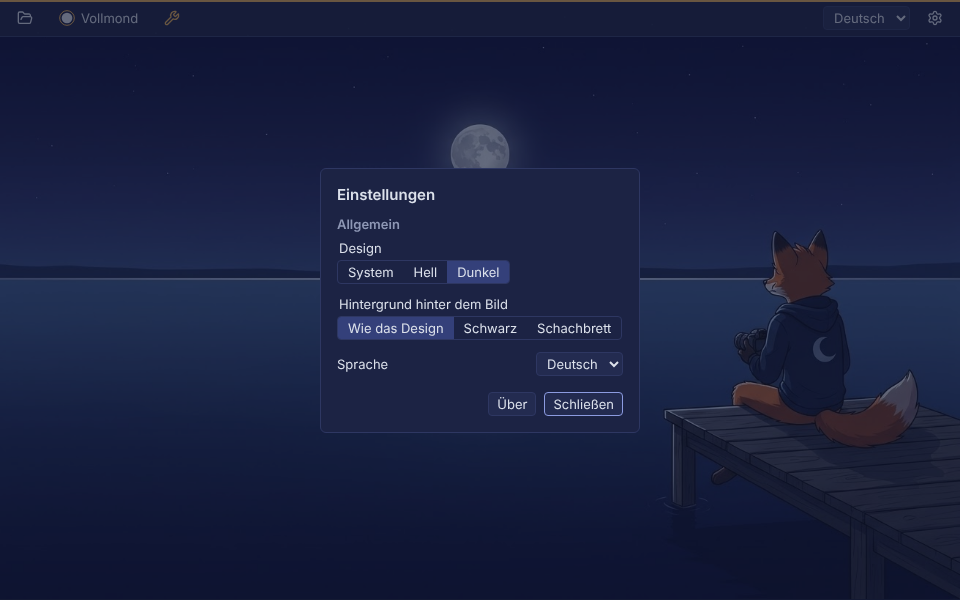 Vollmond
Deutsch
Einstellungen
Allgemein
Design
System Hell Dunkel
Hintergrund hinter dem Bild
Wie das Design Schwarz Schachbrett
Sprache Deutsch
Über Schließen